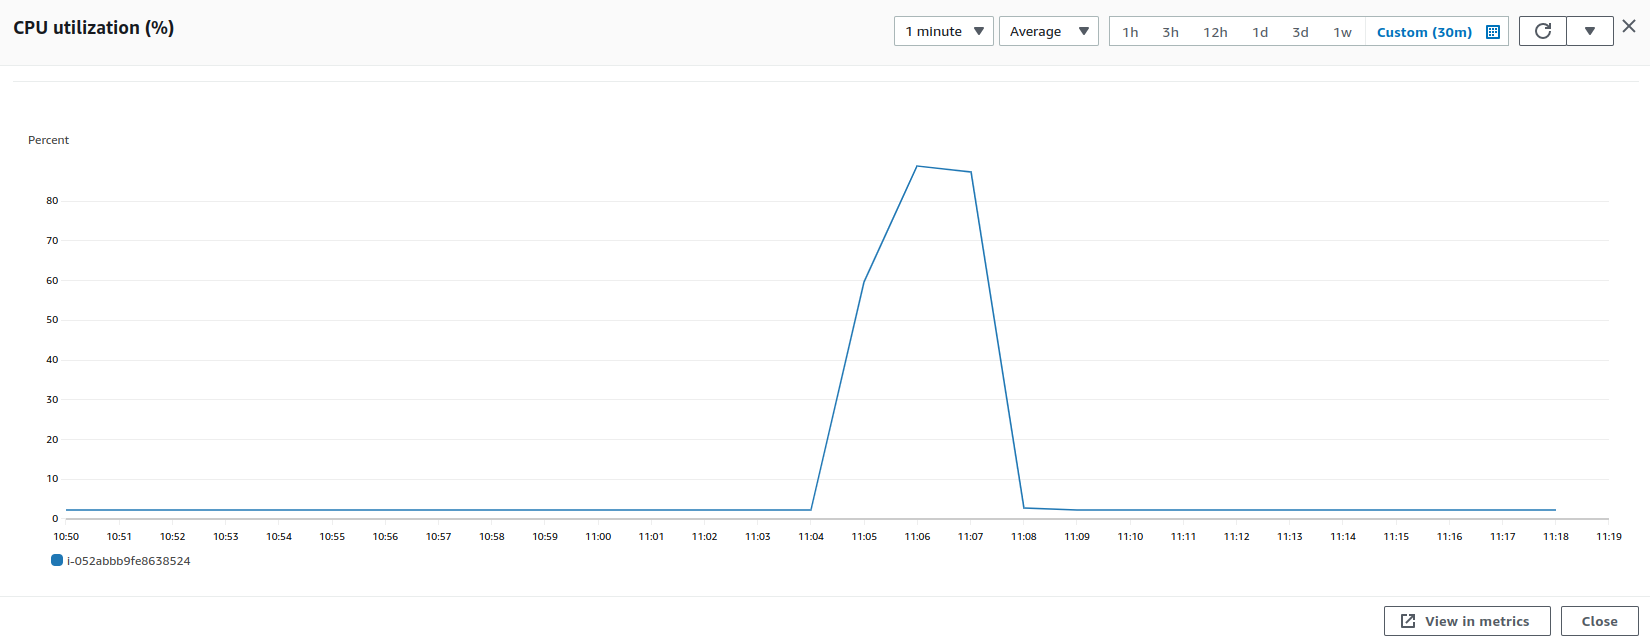 CPU utilization (%)
1 minute Average 1h 3h 12h 1d 3d 1w Custom (30m)
Percent
80
70
60
50
40
30
20
10
0
10:50 10:51 10:52 10:53 10:54 10:55 10:56 10:57 10:58 10:59 11:00 11:01 11:02 11:03 11:04 11:05 11:06 11:07 11:08 11:09 11:10 11:11 11:12 11:13 11:14 11:15 11:16 11:17 11:18 11:19
i-052abbb9fe8638524
View in metrics Close